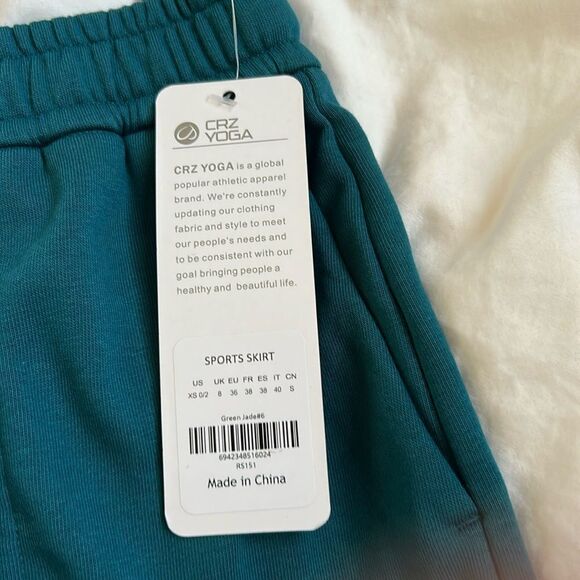 CRZ
YOGA
CRZ YOGA is a global
popular athletic apparel
brand. We're constantly
updating our clothing
fabric and style to meet
our people's needs and
to be consistent with our
goal bringing people a
healthy and beautiful life.
SPORTS SKIRT
US UK EU FR ES IT CN
XS 0/2 8 36 38 38 40 S
Green Jade#6
6942348516024
R5151
Made in China